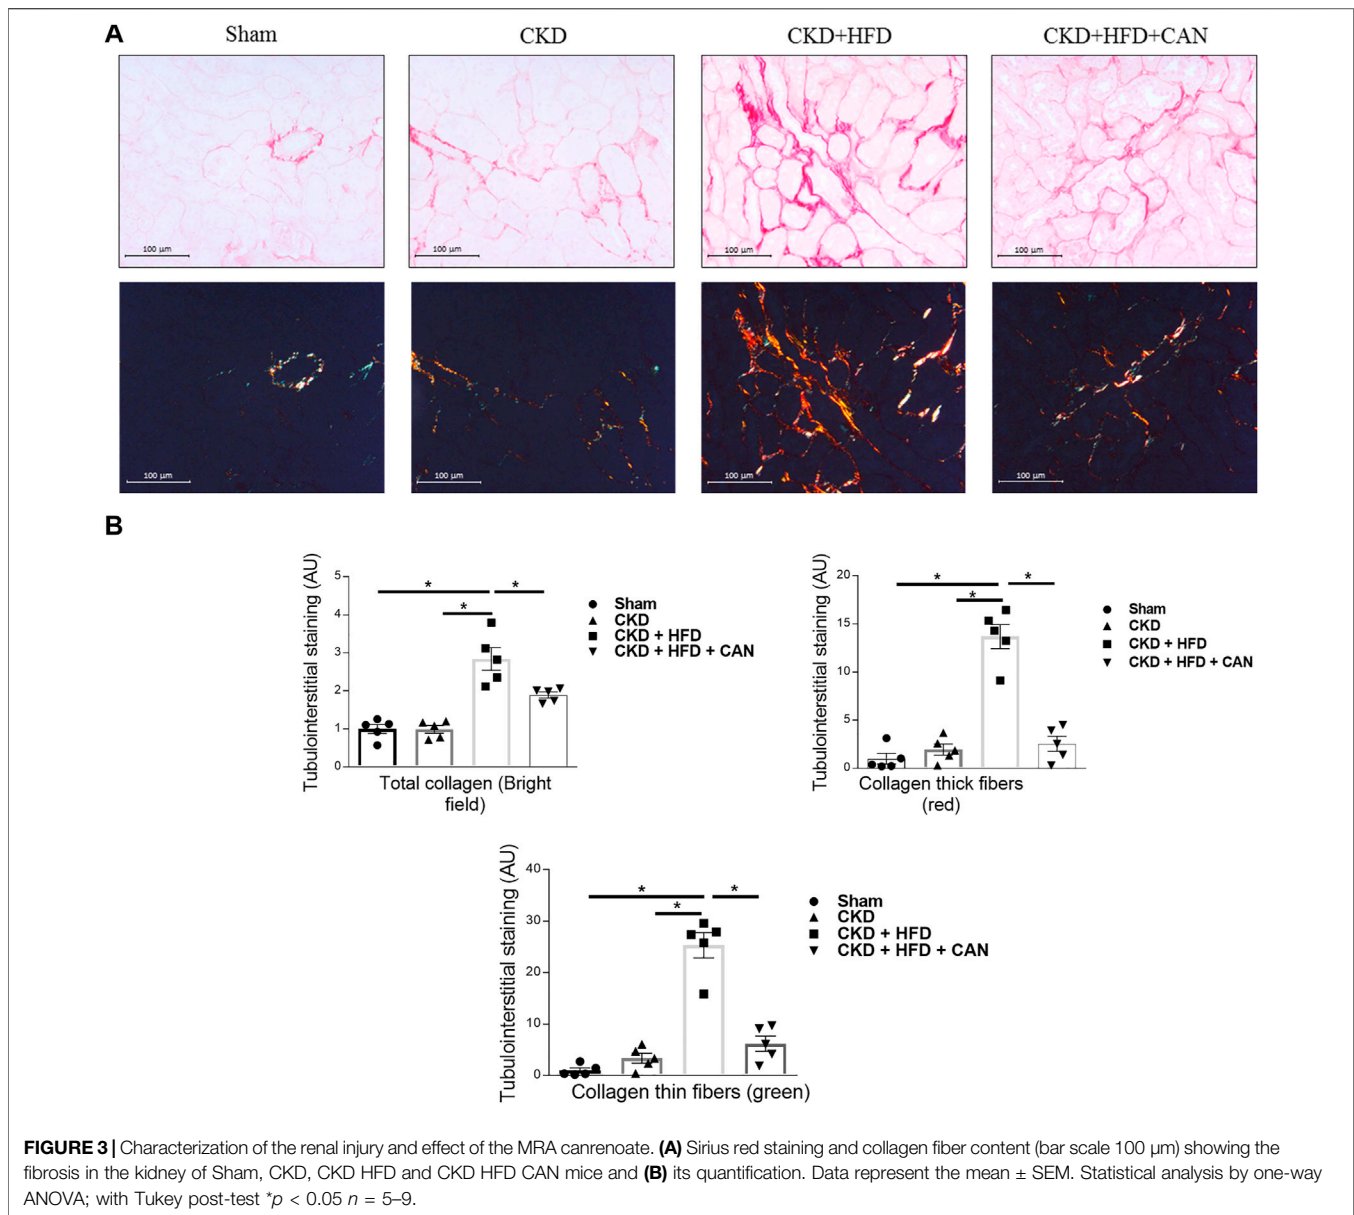 A
Sham CKD CKD+HFD CKD+HFD+CAN
100 µm 100 µm 100 µm 100 µm
100 µm 100 µm 100 µm 100 µm
B
Tubulointerstitial staining (AU)
5
4
3
2
1
0
* *
*
Sham
CKD
CKD + HFD
CKD + HFD + CAN
Total collagen (Bright
field)
Tubulointerstitial staining (AU)
20
15
10
5
0
* *
*
Sham
CKD
CKD + HFD
CKD + HFD + CAN
Collagen thick fibers
(red)
Tubulointerstitial staining (AU)
40
30
20
10
0
* *
*
Sham
CKD
CKD + HFD
CKD + HFD + CAN
Collagen thin fibers (green)
FIGURE 3 | Characterization of the renal injury and effect of the MRA canrenoate. (A) Sirius red staining and collagen fiber content (bar scale 100 µm) showing the
fibrosis in the kidney of Sham, CKD, CKD HFD and CKD HFD CAN mice and (B) its quantification. Data represent the mean ± SEM. Statistical analysis by one-way
ANOVA; with Tukey post-test *p < 0.05 n = 5–9.